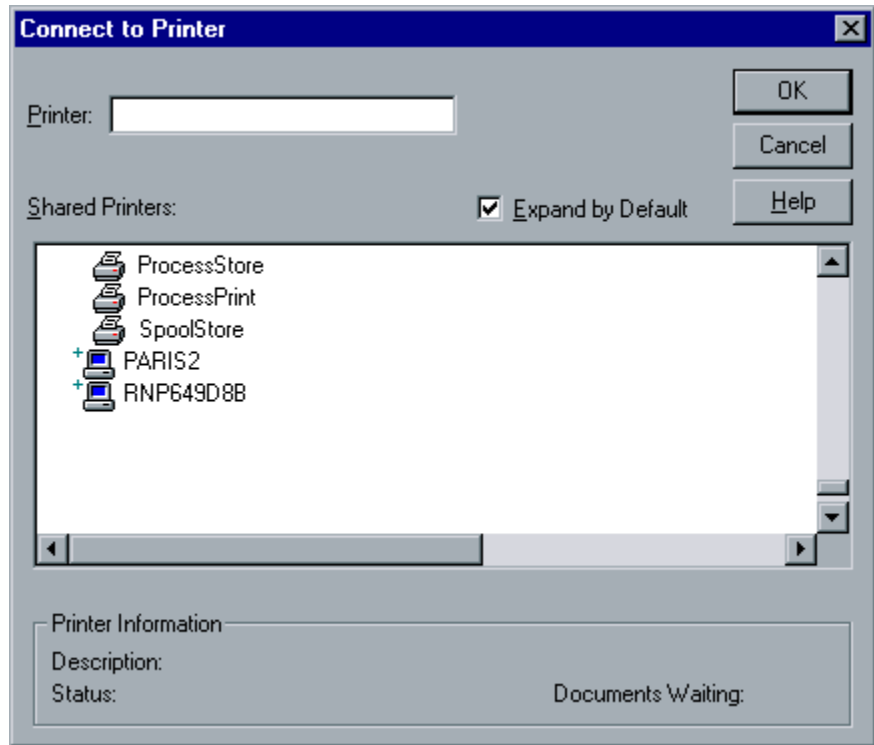 Connect to Printer
OK
Printer:
Cancel
Shared Printers:
Expand by Default
Help
ProcessStore
ProcessPrint
SpoolStore
PARIS2
RNP649D8B
Printer Information
Description:
Status:
Documents Waiting: